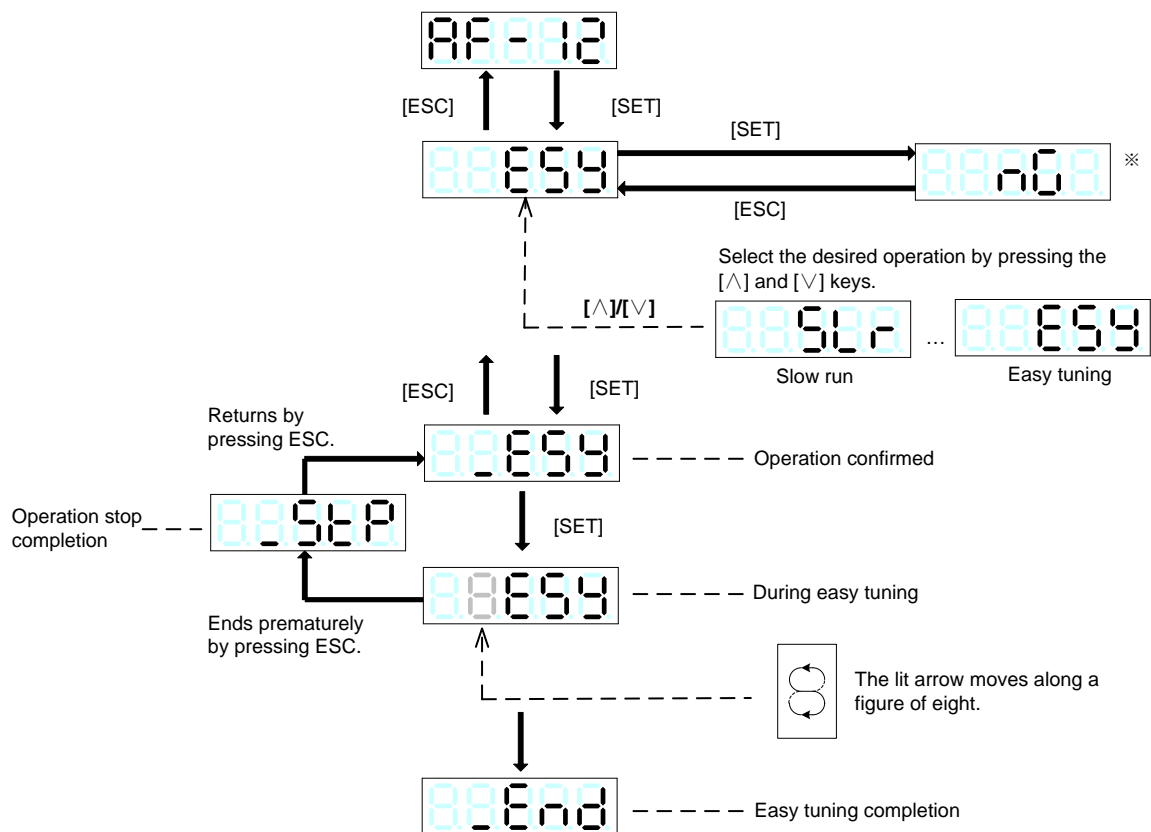 AF-12
[ESC]
[SET]
ESy
[SET]
nG
※
[ESC]
Select the desired operation by pressing the
[∧] and [∨] keys.
[∧]/[∨]
SLr
...
ESy
Slow run
Easy tuning
[ESC]
[SET]
Returns by
pressing ESC.
_ESy
Operation confirmed
Operation stop
completion
_StP
[SET]
ESy
During easy tuning
Ends prematurely
by pressing ESC.
The lit arrow moves along a
figure of eight.
_End
Easy tuning completion